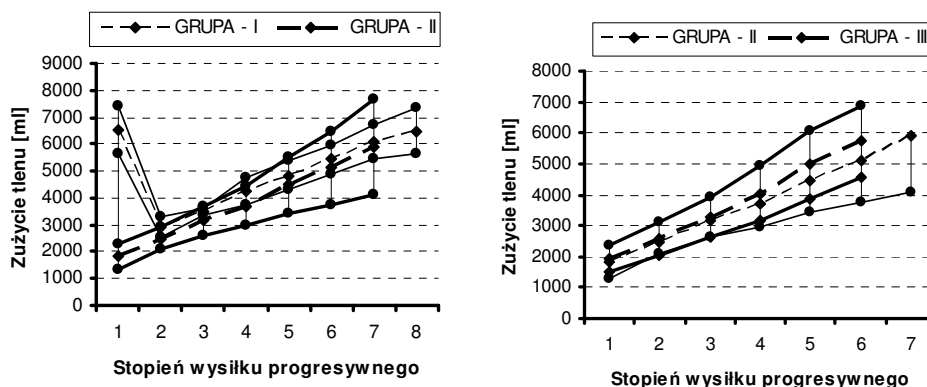 GRUPA - I GRUPA - II
9000
8000
7000
6000
5000
4000
3000
2000
1000
0
Zużycie tlenu [ml]
1 2 3 4 5 6 7 8
Stopień wysiłku progresywnego
GRUPA - II GRUPA - III
8000
7000
6000
5000
4000
3000
2000
1000
0
Zużycie tlenu [ml]
1 2 3 4 5 6 7
Stopień wysiłku progresywnego